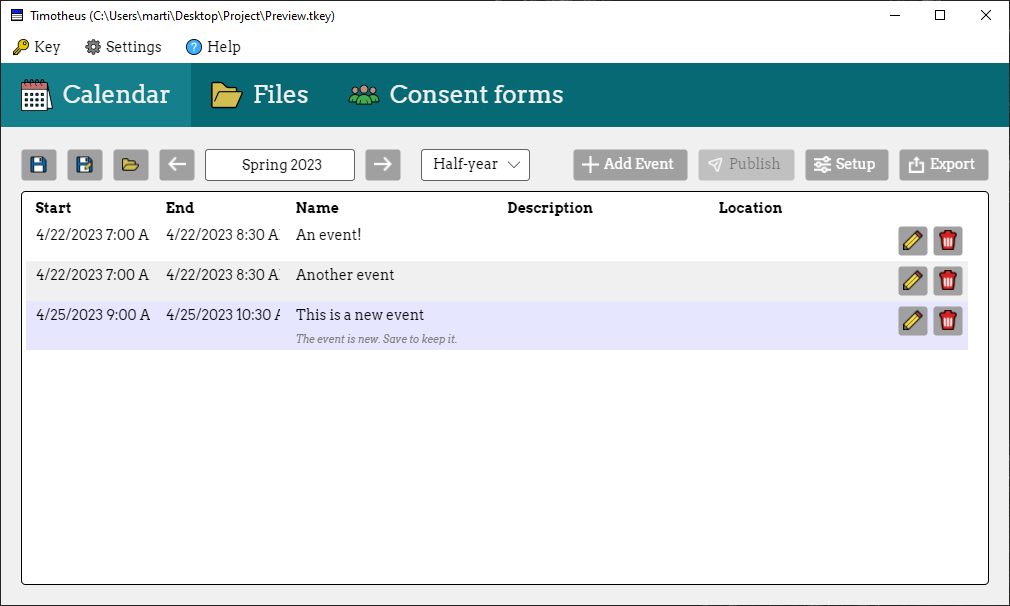 Timotheus (C:\Users\marti\Desktop\Project\Preview.tkey)
Key Settings ? Help
Calendar Files Consent forms
Spring 2023 Half-year Add Event Publish Setup Export
Start End Name Description Location
4/22/2023 7:00 A 4/22/2023 8:30 A An event!
4/22/2023 7:00 A 4/22/2023 8:30 A Another event
4/25/2023 9:00 A 4/25/2023 10:30 A This is a new event
The event is new. Save to keep it.